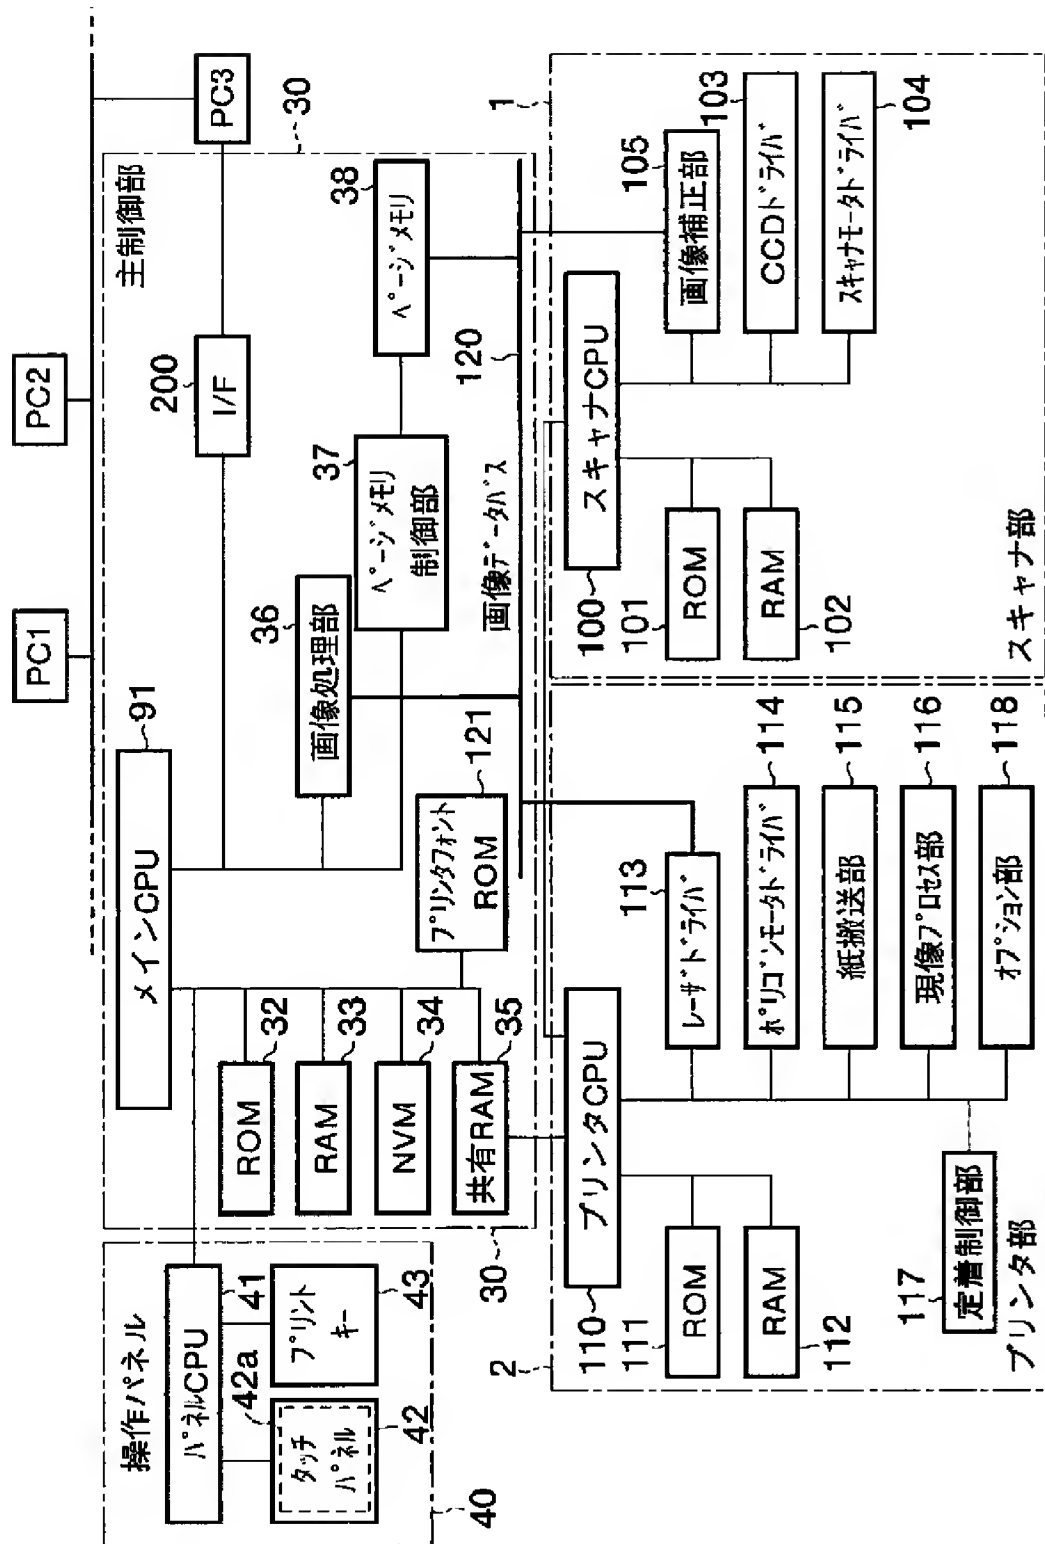 PC1
PC2
PC3
操作パネル
パネルCPU
41
42a
タッチ
パネル
42
プリント
キー
43
40
主制御部
30
メインCPU
91
ROM
32
RAM
33
NVM
34
共有RAM
35
プリンタフォント
ROM
121
画像処理部
36
ページメモリ
制御部
37
ページメモリ
38
I/F
200
画像データバス
120
30
2
プリンタCPU
110
ROM
111
RAM
112
レーザドライバ
113
ポリゴンモータドライバ
114
紙搬送部
115
現像プロセス部
116
オプション部
118
定着制御部
117
プリンタ部
1
スキャナCPU
100
ROM
101
RAM
102
画像補正部
105
CCDドライバ
103
スキャナモータドライバ
104
スキャナ部